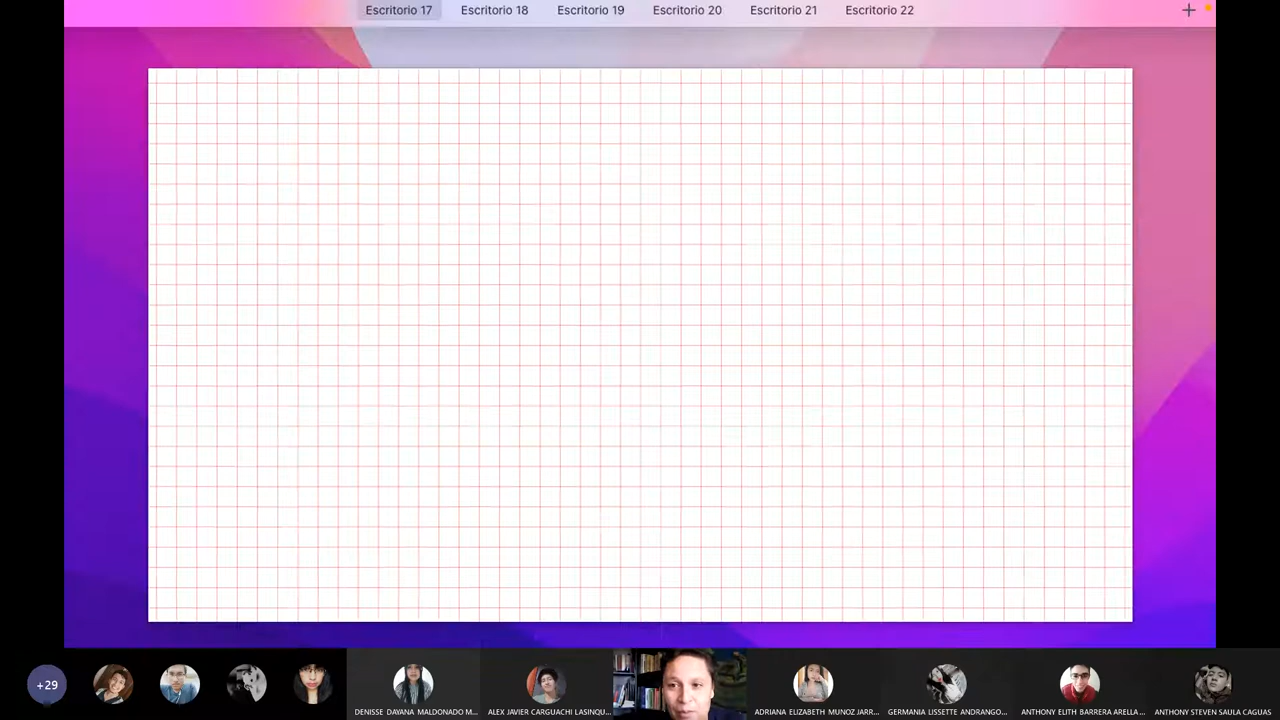 Escritorio 17 Escritorio 18 Escritorio 19 Escritorio 20 Escritorio 21 Escritorio 22
+29
DENISSE DAYANA MALDONADO M... ALEX JAVIER CARGUACHI LASINQU... ADRIANA ELIZABETH MUNOZ JARR... GERMANIA LISSETTE ANDRANGO... ANTHONY ELITH BARRERA ARELLA ... ANTHONY STEVEN SAULA CAGUAS